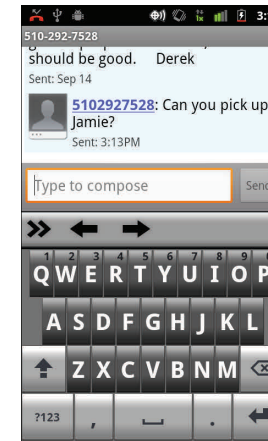 3:
510-292-7528
should be good. Derek
Sent: Sep 14
5102927528: Can you pick up
Jamie?
Sent: 3:13PM
Type to compose
Send
1 2 3 4 5 6 7 8 9
Q W E R T Y U I O P
A S D F G H J K L
Z X C V B N M
?123 , .